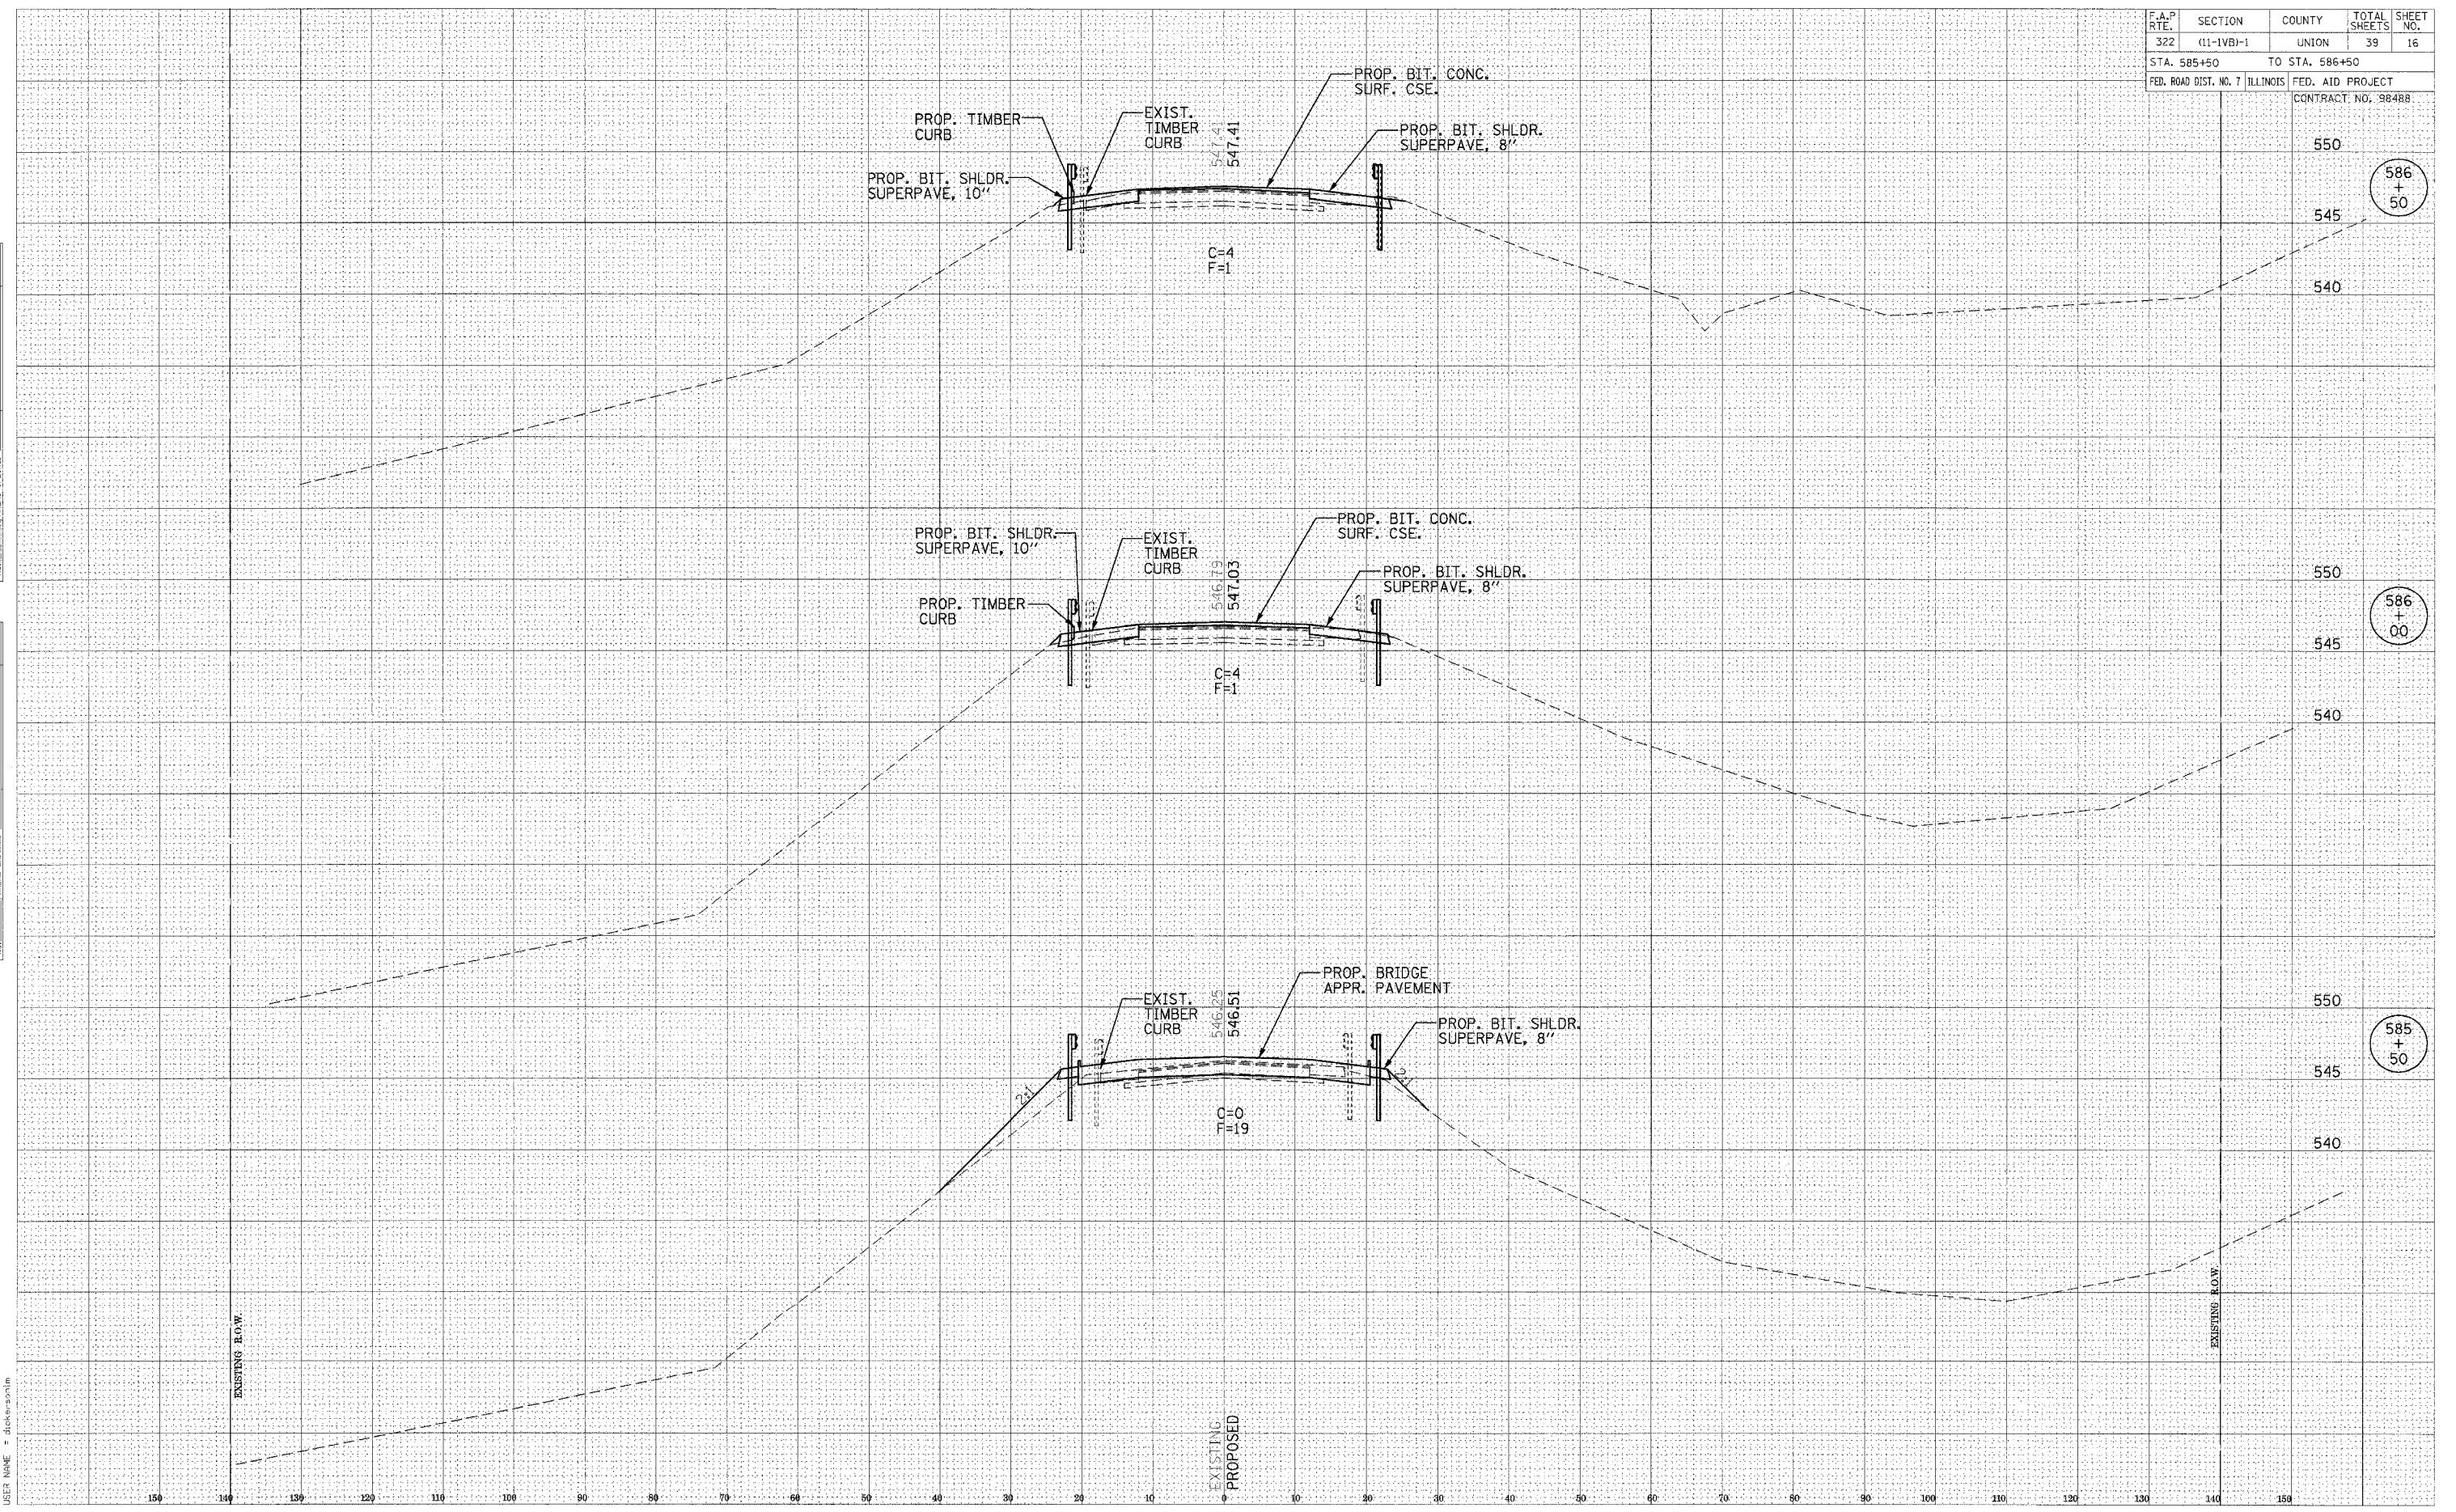 F.A.P. RTE. SECTION COUNTY TOTAL SHEETS SHEET NO.
322 (11-1VB)-1 UNION 39 16
STA. 585+50 TO STA. 586+50
FED. ROAD DIST. NO. 7 ILLINOIS FED. AID PROJECT
CONTRACT NO. 98488
PROP. BIT. CONC.
SURF. CSE.
PROP. TIMBER
CURB
EXIST.
TIMBER
CURB
547.41
547.41
PROP. BIT. SHLDR.
SUPERPAVE, 8"
PROP. BIT. SHLDR.
SUPERPAVE, 10"
C=4
F=1
550
545
540
586
+
50
PROP. BIT. CONC.
SURF. CSE.
PROP. BIT. SHLDR.
SUPERPAVE, 10"
EXIST.
TIMBER
CURB
546.79
547.03
PROP. BIT. SHLDR.
SUPERPAVE, 8"
PROP. TIMBER
CURB
C=4
F=1
550
545
540
586
+
00
PROP. BRIDGE
APPR. PAVEMENT
EXIST.
TIMBER
CURB
546.25
546.51
PROP. BIT. SHLDR.
SUPERPAVE, 8"
2:1
2:1
C=0
F=19
550
545
540
585
+
50
EXISTING R.O.W.
EXISTING R.O.W.
EXISTING
PROPOSED
150 140 130 120 110 100 90 80 70 60 50 40 30 20 10 0 10 20 30 40 50 60 70 80 90 100 110 120 130 140 150
USER NAME = dickersonlm